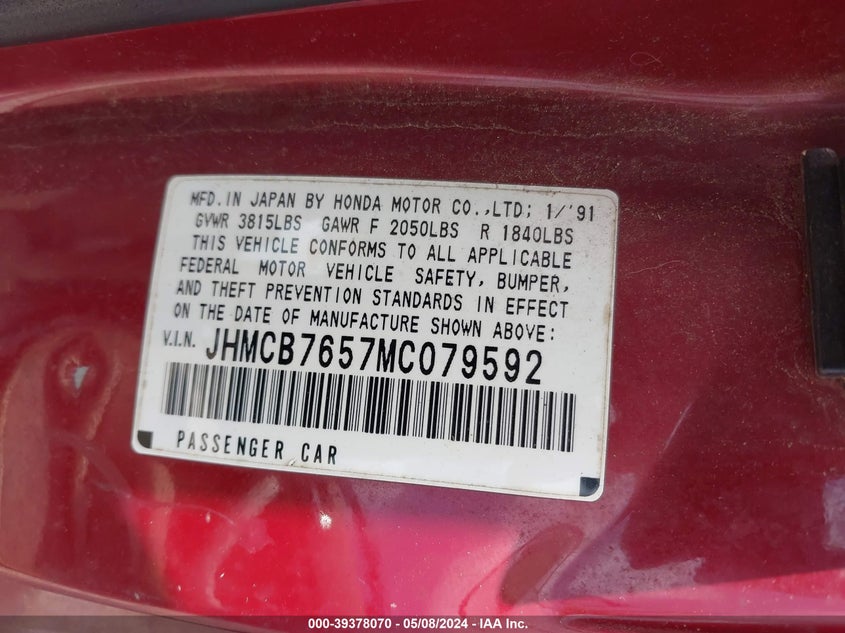 MFD. IN JAPAN BY HONDA MOTOR CO.,LTD; 1/'91
GVWR 3815LBS GAWR F 2050LBS R 1840LBS
THIS VEHICLE CONFORMS TO ALL APPLICABLE
FEDERAL MOTOR VEHICLE SAFETY, BUMPER,
AND THEFT PREVENTION STANDARDS IN EFFECT
ON THE DATE OF MANUFACTURE SHOWN ABOVE:
V.I.N. JHMCB7657MC079592
PASSENGER CAR
000-39378070 - 05/08/2024 - IAA Inc.